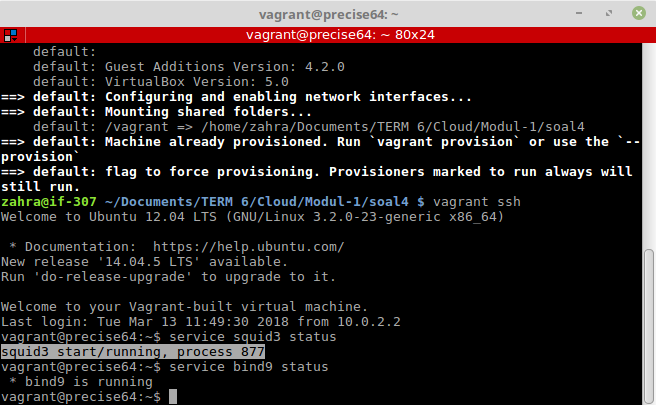 vagrant@precise64: ~
vagrant@precise64: ~ 80x24
default:
default: Guest Additions Version: 4.2.0
default: VirtualBox Version: 5.0
==> default: Configuring and enabling network interfaces...
==> default: Mounting shared folders...
default: /vagrant => /home/zahra/Documents/TERM 6/Cloud/Modul-1/soal4
==> default: Machine already provisioned. Run `vagrant provision` or use the `--
provision`
==> default: flag to force provisioning. Provisioners marked to run always will
still run.
zahra@if-307 ~/Documents/TERM 6/Cloud/Modul-1/soal4 $ vagrant ssh
Welcome to Ubuntu 12.04 LTS (GNU/Linux 3.2.0-23-generic x86_64)
* Documentation:  https://help.ubuntu.com/
New release '14.04.5 LTS' available.
Run 'do-release-upgrade' to upgrade to it.
Welcome to your Vagrant-built virtual machine.
Last login: Tue Mar 13 11:49:30 2018 from 10.0.2.2
vagrant@precise64:~$ service squid3 status
squid3 start/running, process 877
vagrant@precise64:~$ service bind9 status
* bind9 is running
vagrant@precise64:~$